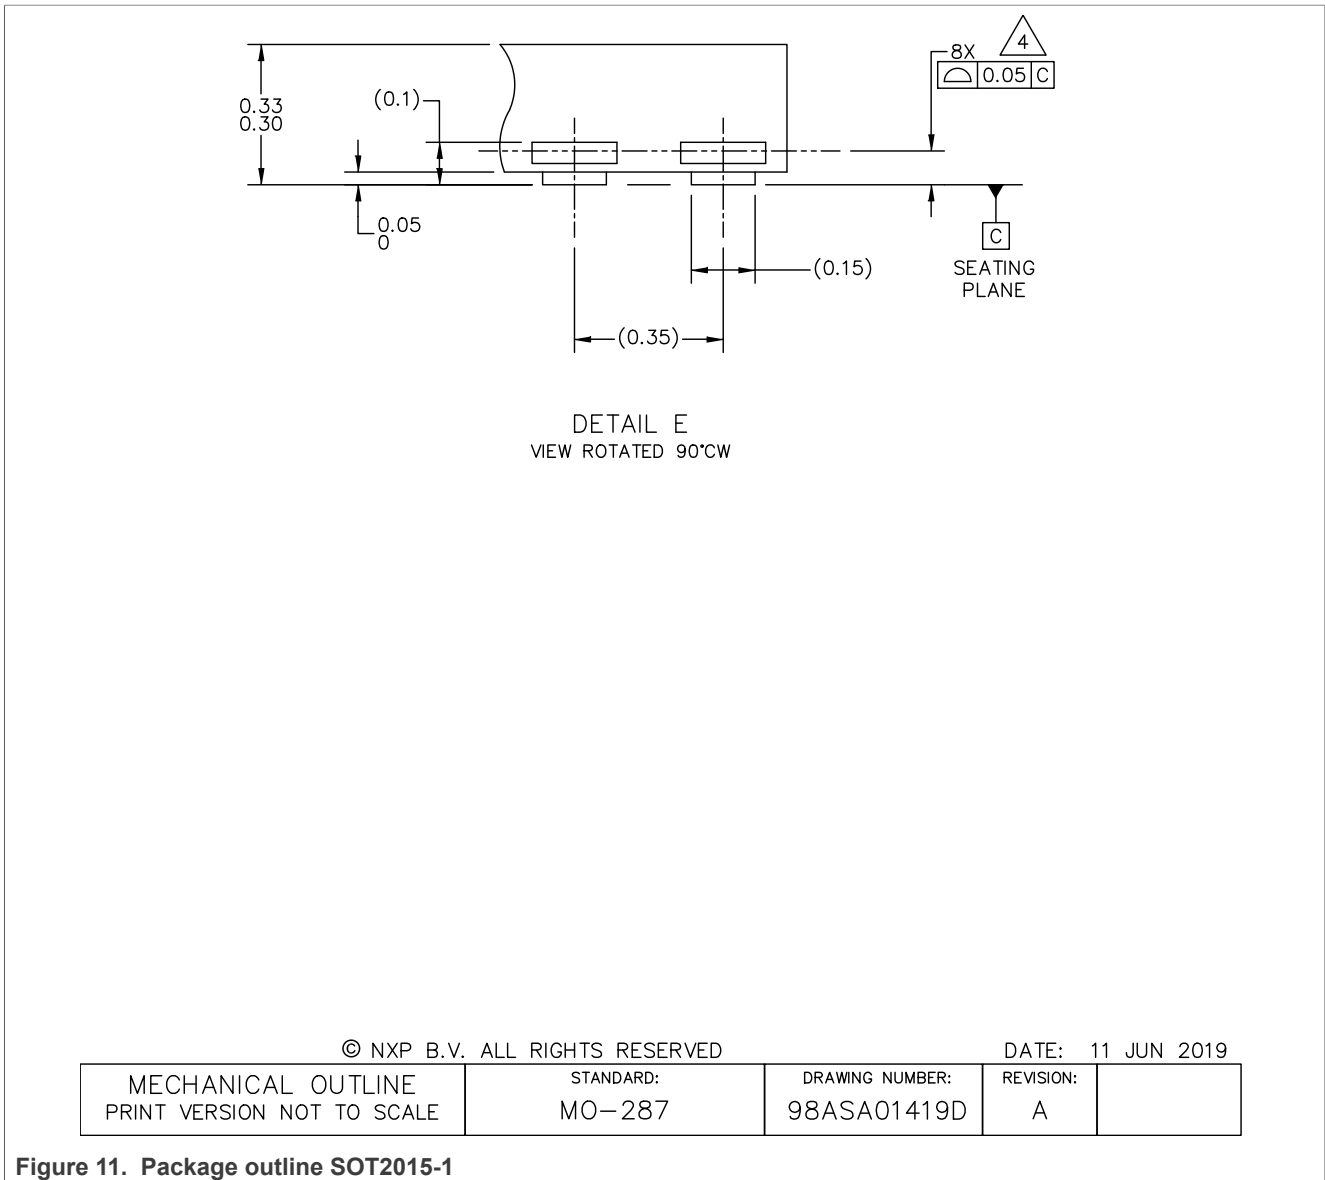 4
8X
0.05 C
0.33
0.30
(0.1)
0.05
0
C
SEATING
PLANE
(0.15)
(0.35)
DETAIL E
VIEW ROTATED 90°CW
© NXP B.V. ALL RIGHTS RESERVED
DATE: 11 JUN 2019
MECHANICAL OUTLINE
PRINT VERSION NOT TO SCALE
STANDARD:
MO-287
DRAWING NUMBER:
98ASA01419D
REVISION:
A
Figure 11. Package outline SOT2015-1